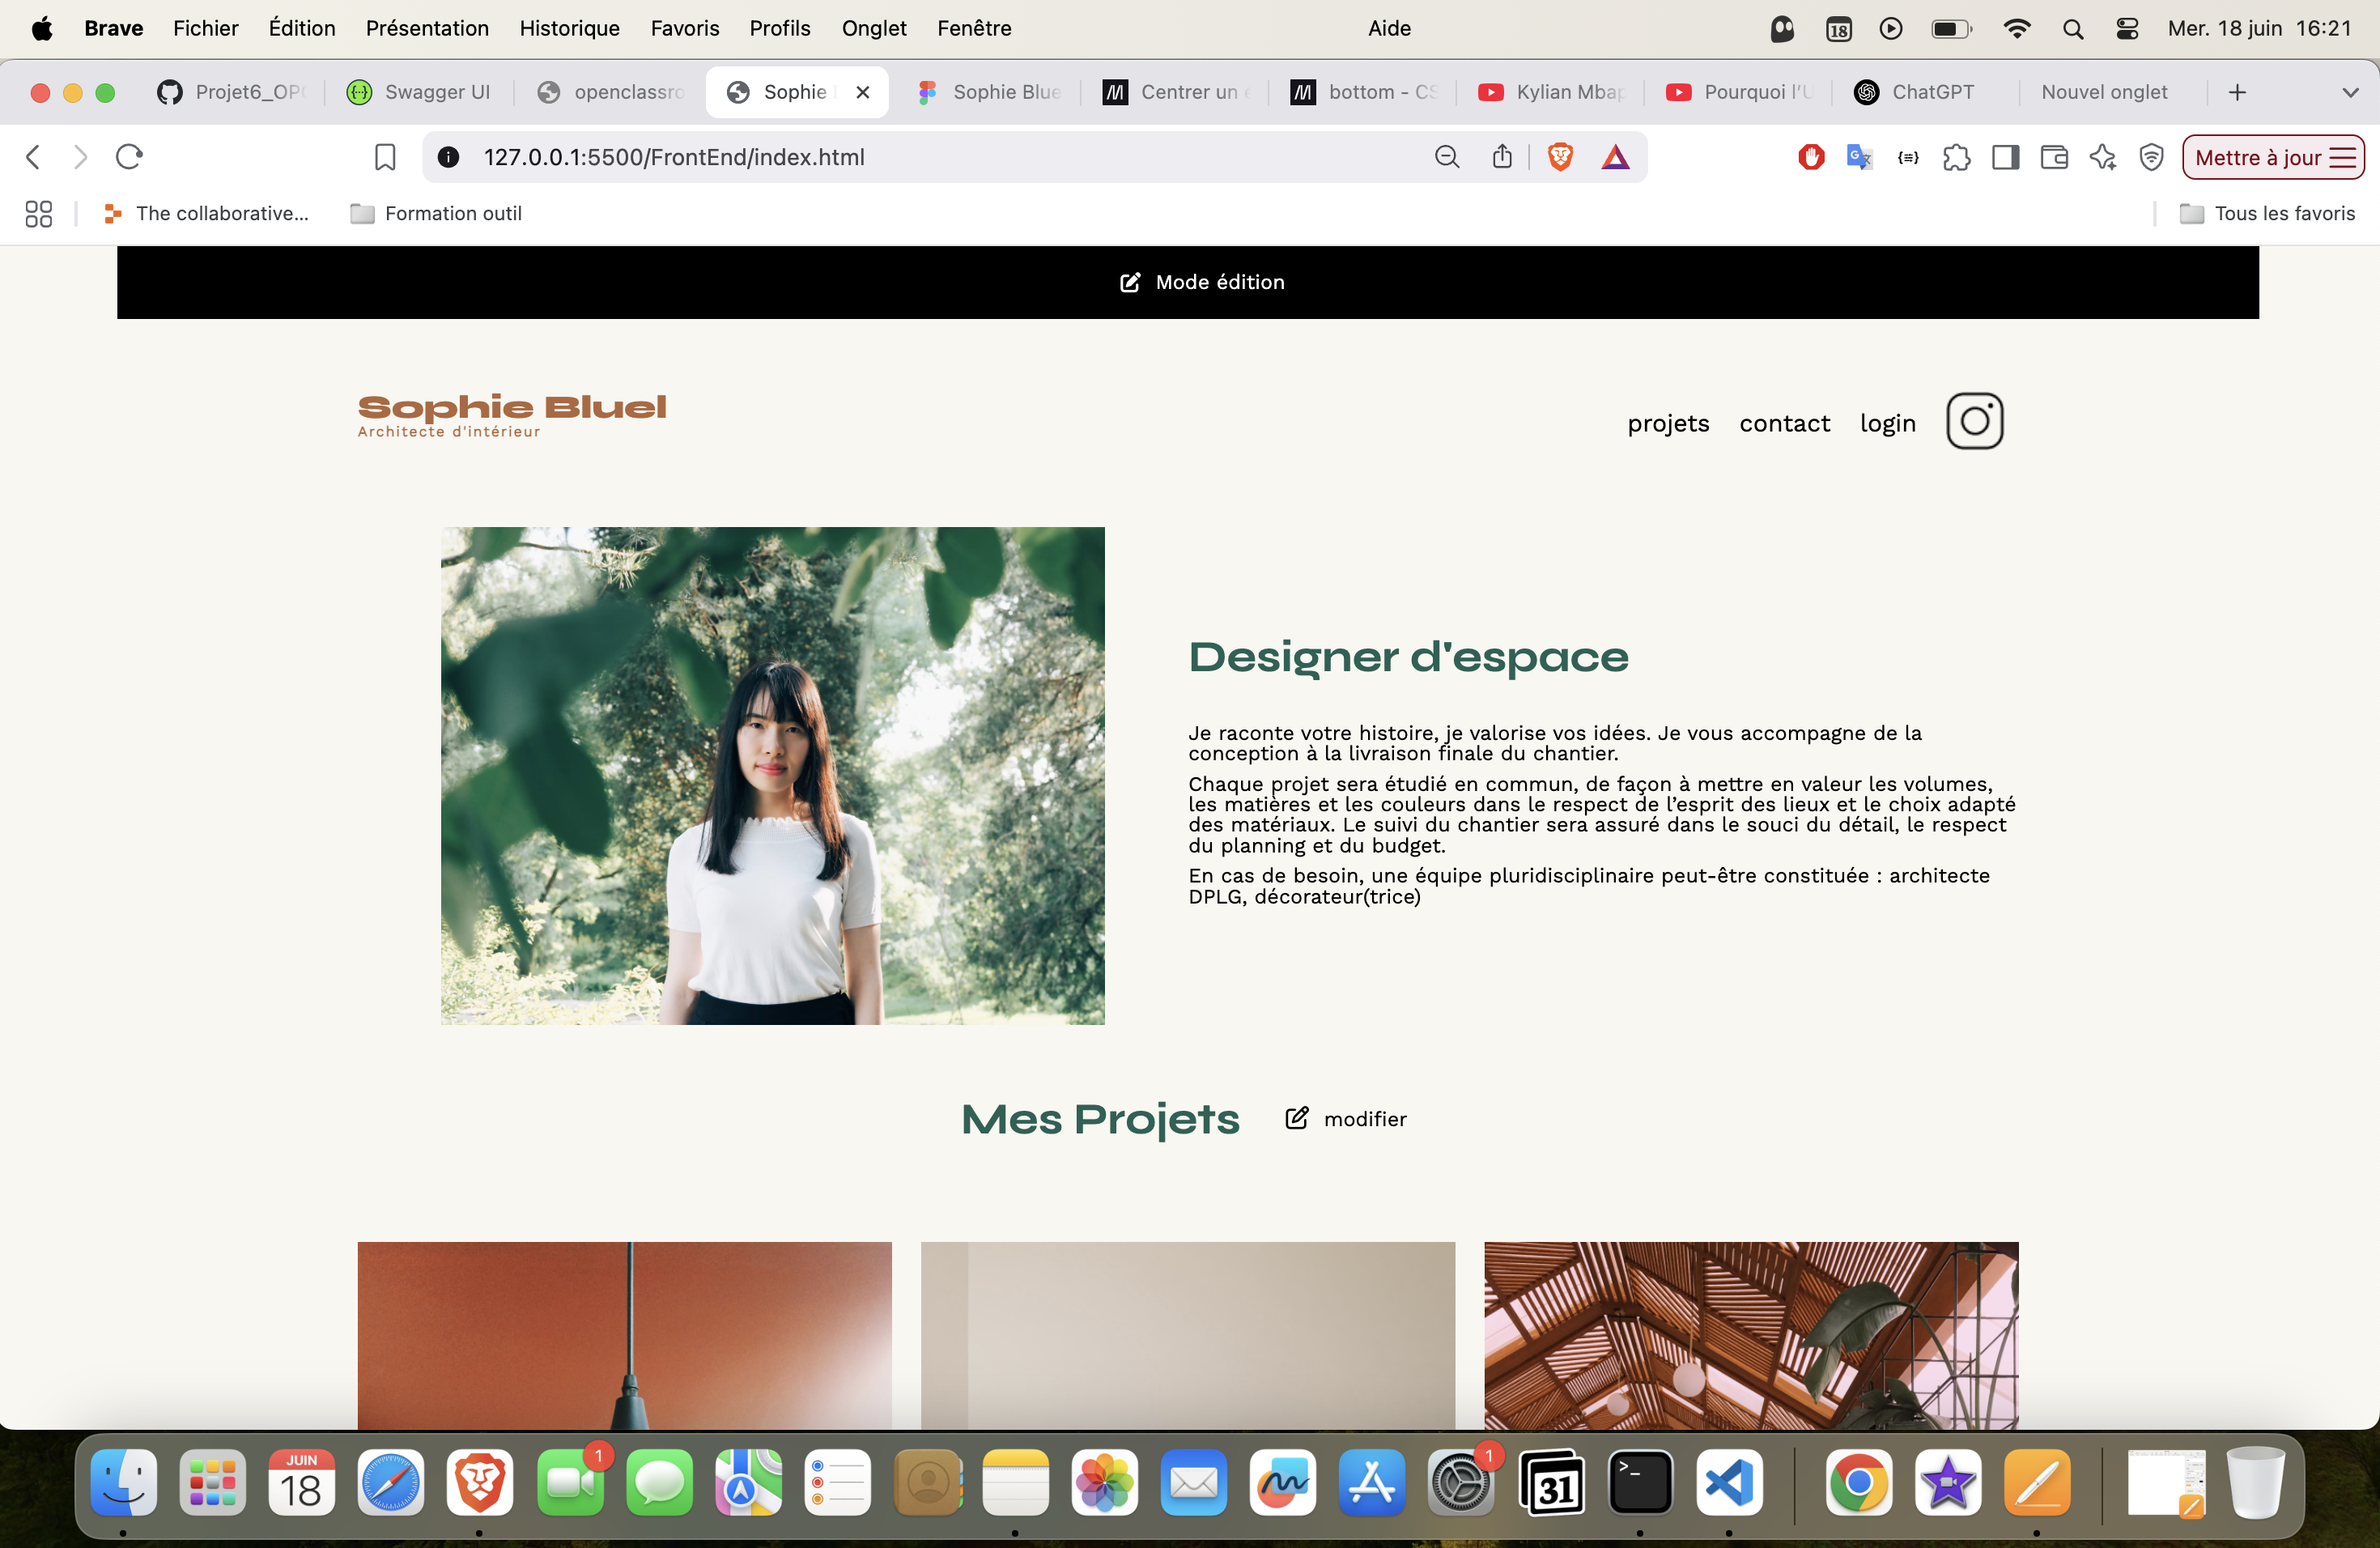 Brave Fichier Édition Présentation Historique Favoris Profils Onglet Fenêtre Aide 18 Mer. 18 juin 16:21
Projet6_OP Swagger UI openclassro Sophie Sophie Blue Centrer un bottom - CS Kylian Mbap Pourquoi l'U ChatGPT Nouvel onglet
127.0.0.1:5500/FrontEnd/index.html Mettre à jour
The collaborative... Formation outil Tous les favoris
Mode édition
Sophie Bluel
Architecte d'intérieur
projets contact login
Designer d'espace
Je raconte votre histoire, je valorise vos idées. Je vous accompagne de la
conception à la livraison finale du chantier.
Chaque projet sera étudié en commun, de façon à mettre en valeur les volumes,
les matières et les couleurs dans le respect de l’esprit des lieux et le choix adapté
des matériaux. Le suivi du chantier sera assuré dans le souci du détail, le respect
du planning et du budget.
En cas de besoin, une équipe pluridisciplinaire peut-être constituée : architecte
DPLG, décorateur(trice)
Mes Projets modifier
JUIN 1 1
18 31